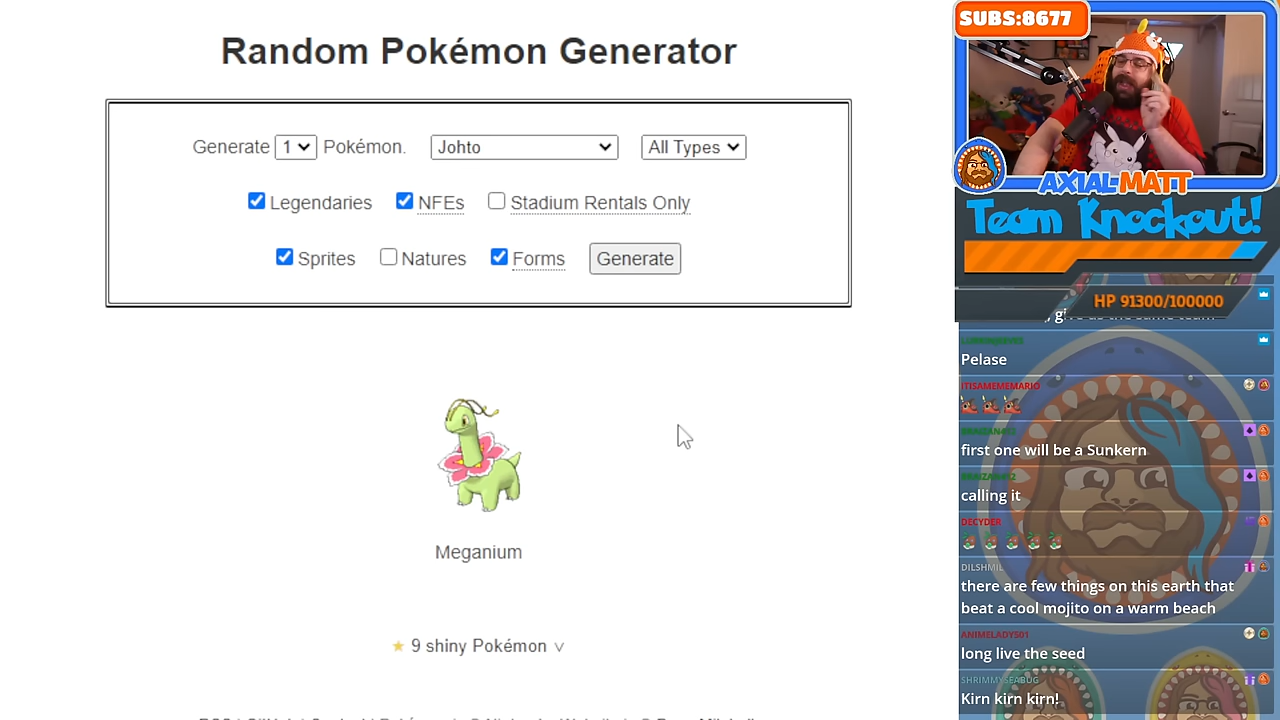 Random Pokémon Generator
Generate 1 Pokémon. Johto All Types
Legendaries NFEs Stadium Rentals Only
Sprites Natures Forms Generate
Meganium
★ 9 shiny Pokémon
SUBS:8677
AXIAL-MATT
Team Knockout!
HP 91300/100000
Pelase
ITISAMEMEMARIO
first one will be a Sunkern
calling it
DECYDER
DILSHMIL
there are few things on this earth that
beat a cool mojito on a warm beach
ANIMELADY501
long live the seed
SHRIMMYSEABUG
Kirn kirn kirn!